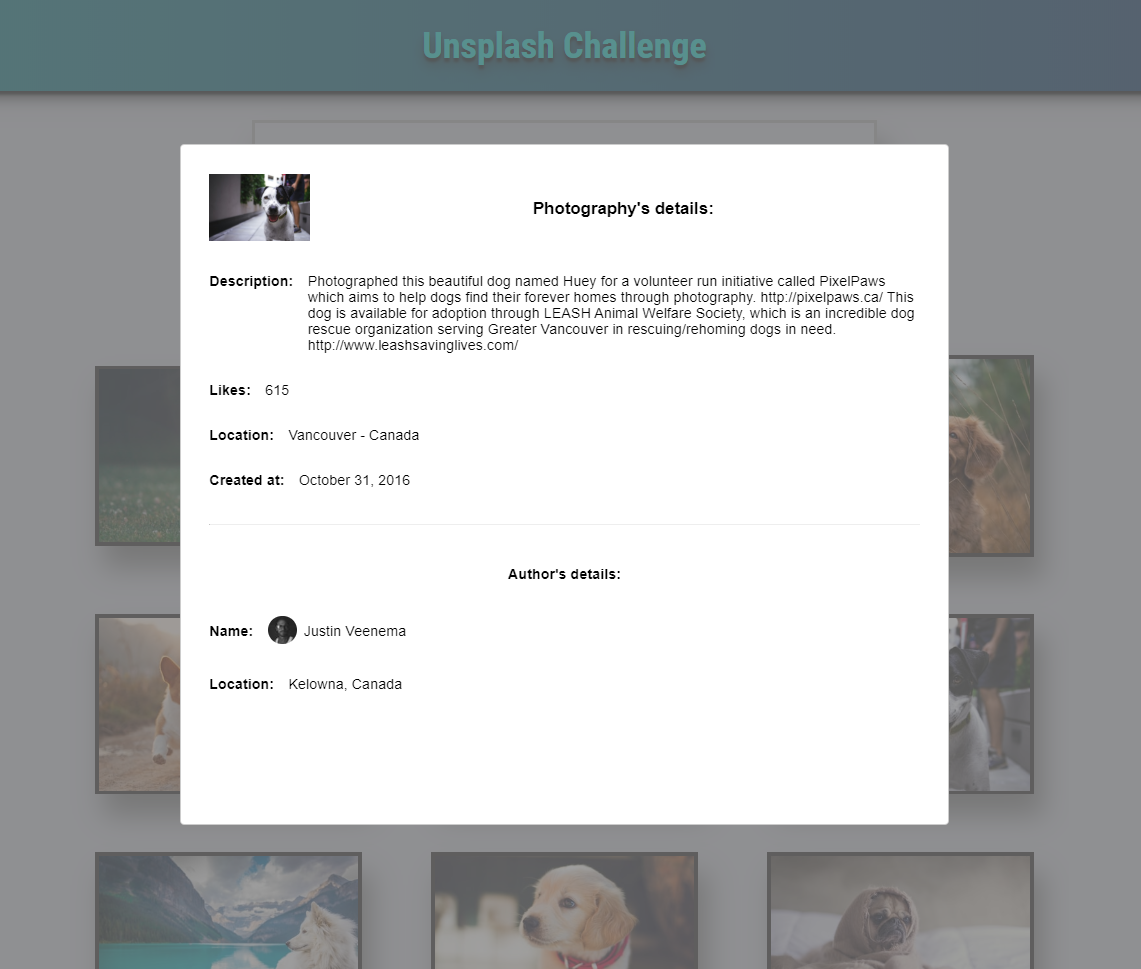 Unsplash Challenge
Photography's details:
Description: Photographed this beautiful dog named Huey for a volunteer run initiative called PixelPaws
which aims to help dogs find their forever homes through photography. http://pixelpaws.ca/ This
dog is available for adoption through LEASH Animal Welfare Society, which is an incredible dog
rescue organization serving Greater Vancouver in rescuing/rehoming dogs in need.
http://www.leashsavinglives.com/
Likes: 615
Location: Vancouver - Canada
Created at: October 31, 2016
Author's details:
Name: Justin Veenema
Location: Kelowna, Canada